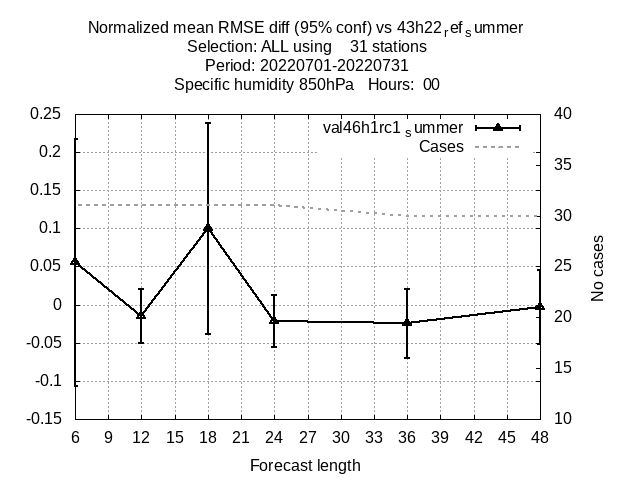 Normalized mean RMSE diff (95% conf) vs 43h22refsummer
Selection: ALL using 31 stations
Period: 20220701-20220731
Specific humidity 850hPa Hours: 00
0.25
0.2
0.15
0.1
0.05
0
-0.05
-0.1
-0.15
40
35
30
25
20
15
10
val46h1rc1summer
Cases
No cases
6 9 12 15 18 21 24 27 30 33 36 39 42 45 48
Forecast length